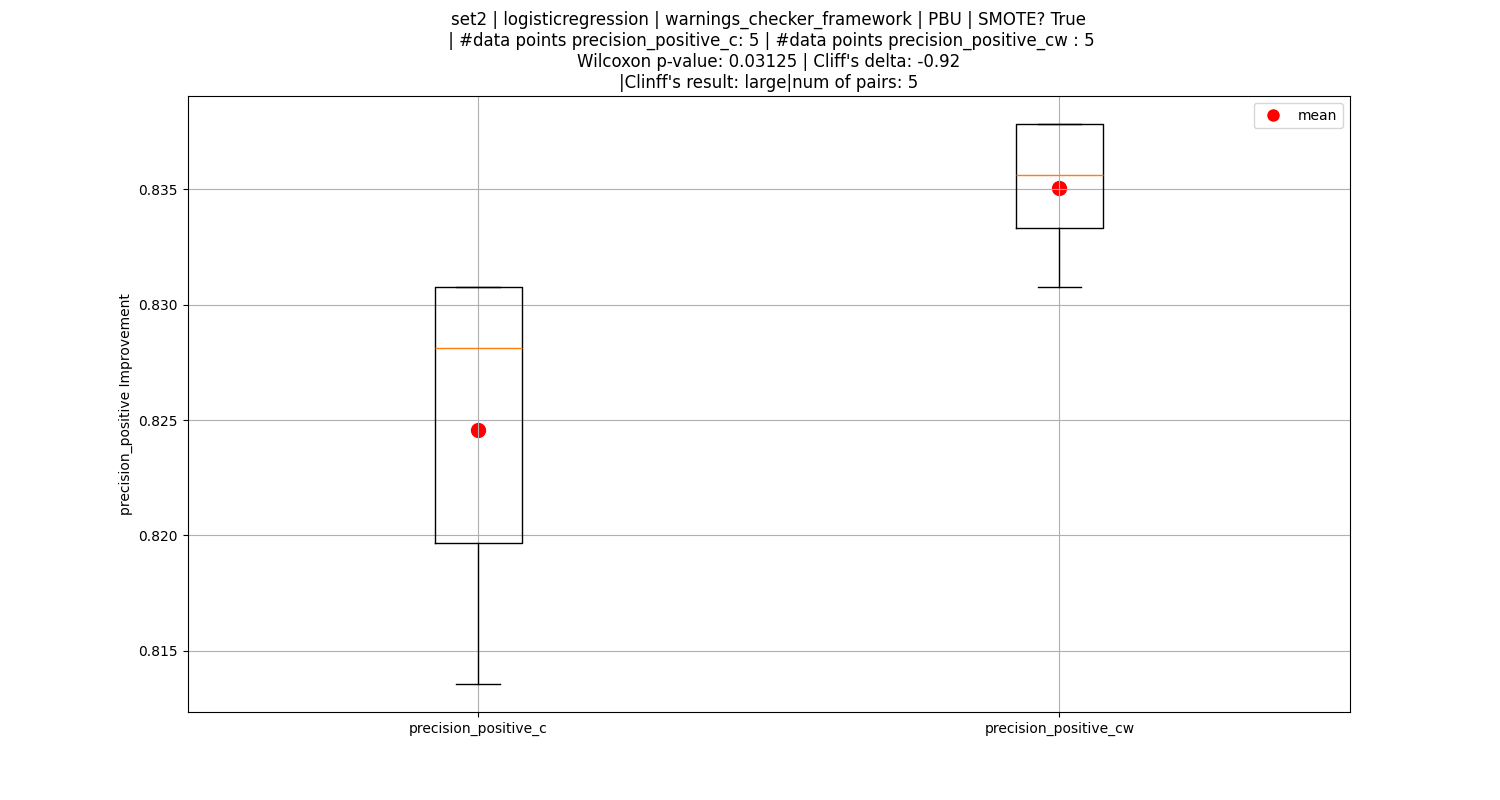 set2 | logisticregression | warnings_checker_framework | PBU | SMOTE? True
| #data points precision_positive_c: 5 | #data points precision_positive_cw : 5
Wilcoxon p-value: 0.03125 | Cliff's delta: -0.92
|Clinff's result: large|num of pairs: 5
mean
0.835
0.830
0.825
0.820
0.815
precision_positive Improvement
precision_positive_c
precision_positive_cw